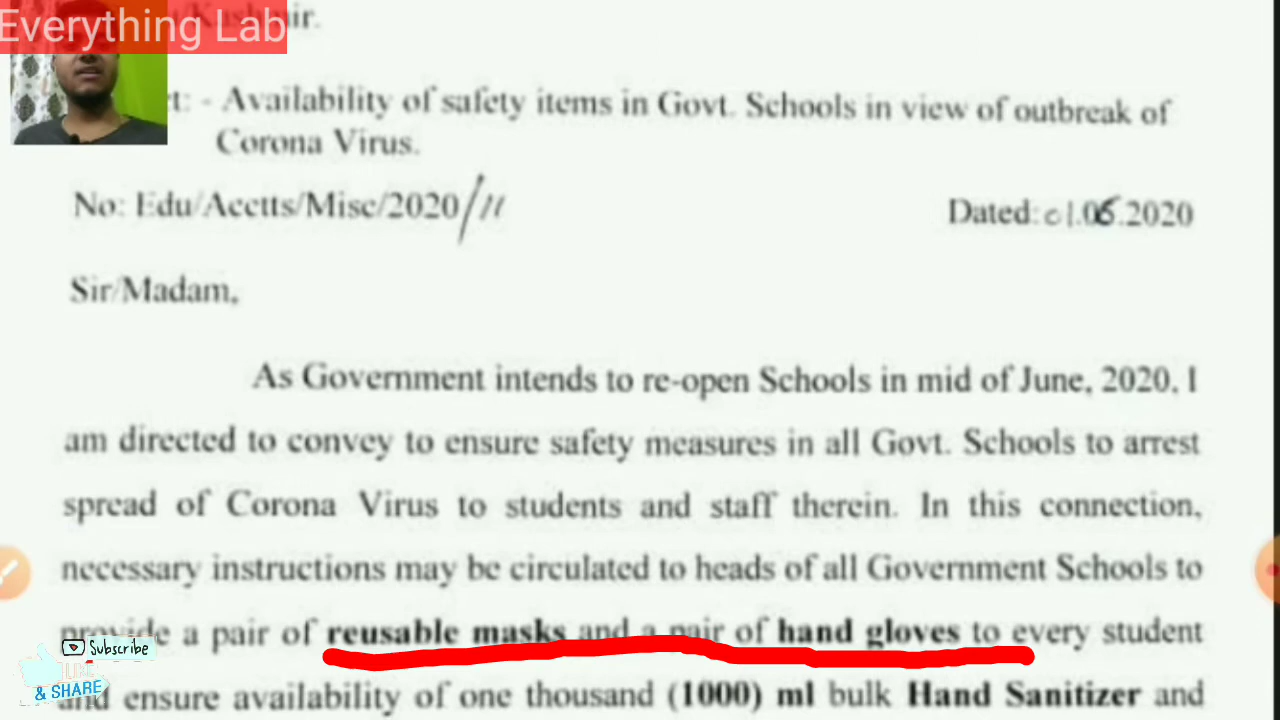 Everything Lab
/Kashmir.
- Availability of safety items in Govt. Schools in view of outbreak of
Corona Virus.
No: Edu/Acctts/Misc/2020/11
Dated: 01.06.2020
Sir/Madam,
As Government intends to re-open Schools in mid of June, 2020, I
am directed to convey to ensure safety measures in all Govt. Schools to arrest
spread of Corona Virus to students and staff therein. In this connection,
necessary instructions may be circulated to heads of all Government Schools to
provide a pair of reusable masks and a pair of hand gloves to every student
and ensure availability of one thousand (1000) ml bulk Hand Sanitizer and
Subscribe
LIKE
& SHARE